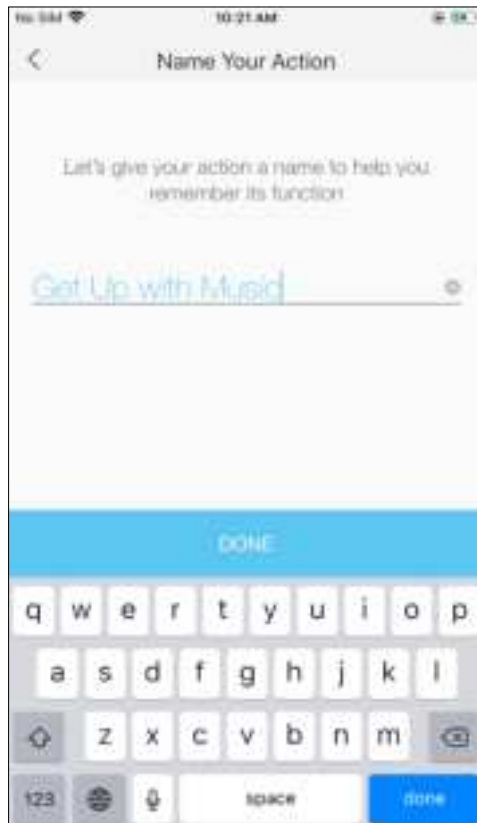 No SIM 10:21 AM
Name Your Action
Let's give your action a name to help you
remember its function
Get Up with Music
DONE
q w e r t y u i o p
a s d f g h j k l
z x c v b n m
123 space done